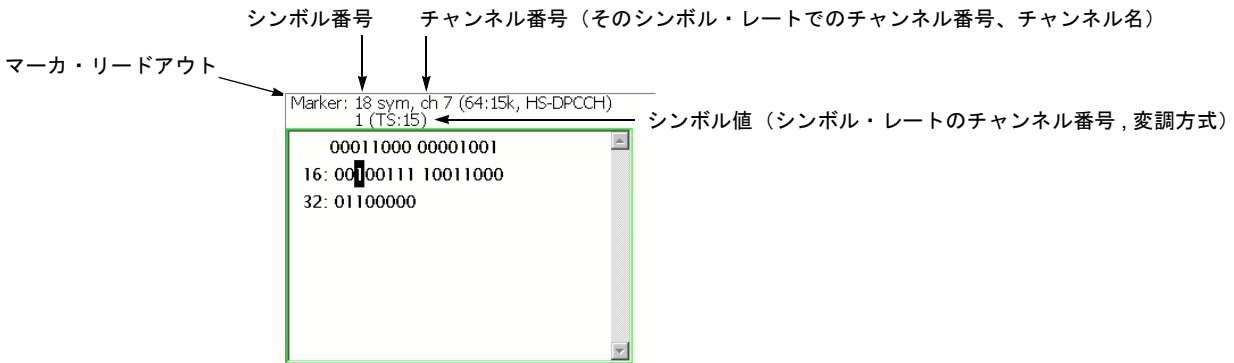 シンボル番号
チャンネル番号（そのシンボル・レートでのチャンネル番号、チャンネル名）
マーカ・リードアウト
Marker: 18 sym, ch 7 (64:15k, HS-DPCCH)
1 (TS:15)
シンボル値（シンボル・レートのチャンネル番号 , 変調方式）
00011000 00001001
16: 00100111 10011000
32: 01100000